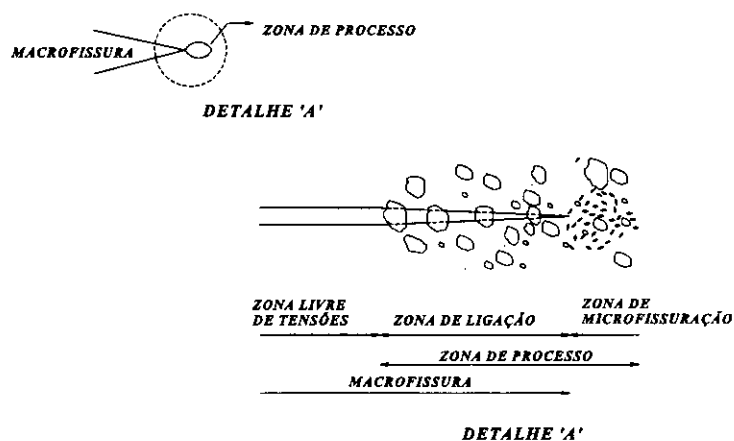 ZONA DE PROCESSO
MACROFISSURA
DETALHE 'A'
ZONA LIVRE
DE TENSÕES
ZONA DE LIGAÇÃO
ZONA DE
MICROFISSURAÇÃO
ZONA DE PROCESSO
MACROFISSURA
DETALHE 'A'